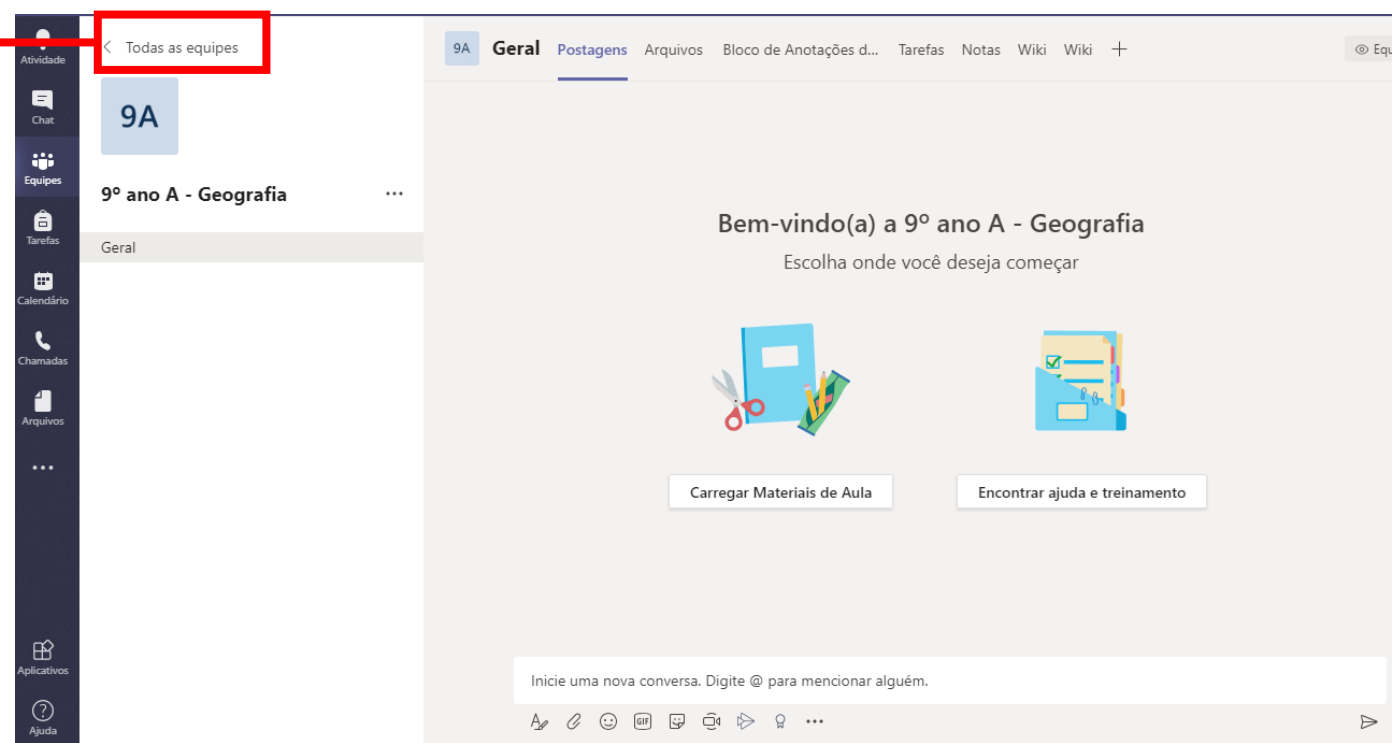 Atividade
Chat
Equipes
Tarefas
Calendário
Chamadas
Arquivos
Aplicativos
Ajuda
Todas as equipes
9A
9º ano A - Geografia
Geral
9A Geral Postagens Arquivos Bloco de Anotações d... Tarefas Notas Wiki Wiki
Equ
Bem-vindo(a) a 9º ano A - Geografia
Escolha onde você deseja começar
Carregar Materiais de Aula
Encontrar ajuda e treinamento
Inicie uma nova conversa. Digite @ para mencionar alguém.
GIF